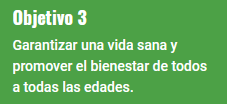 Objetivo 3
Garantizar una vida sana y
promover el bienestar de todos
a todas las edades.